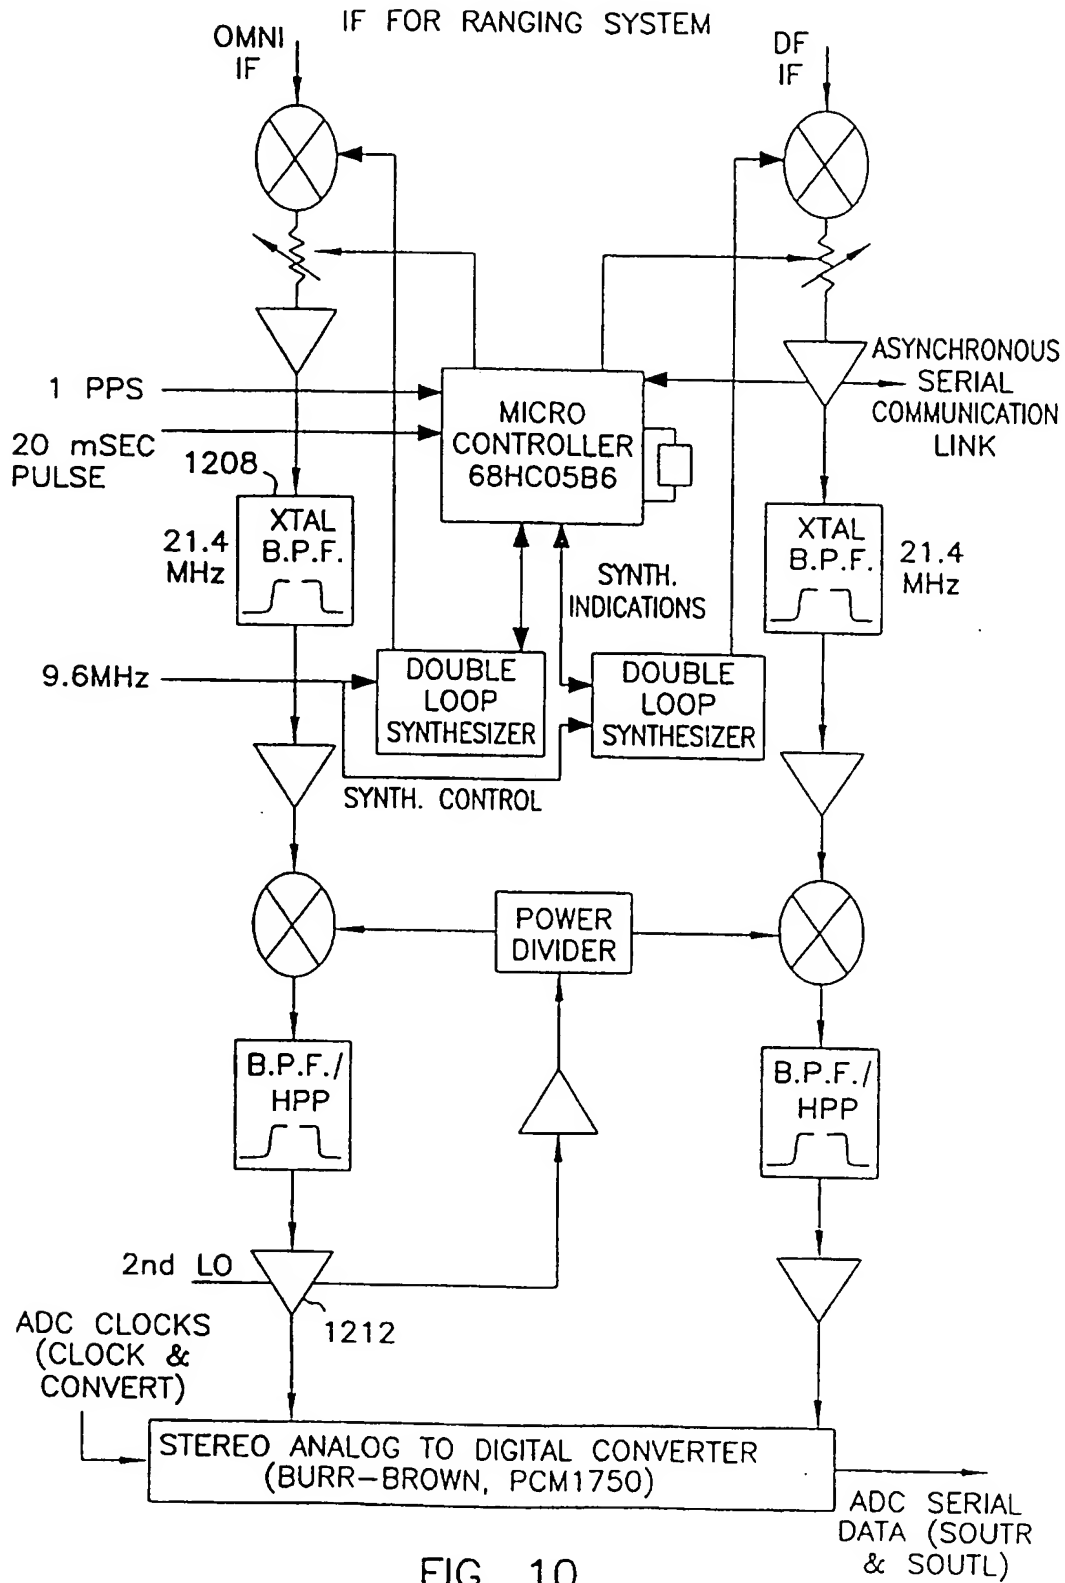 IF FOR RANGING SYSTEM
OMNI
IF
DF
IF
1 PPS
20 mSEC
PULSE
MICRO
CONTROLLER
68HC05B6
ASYNCHRONOUS
SERIAL
COMMUNICATION
LINK
1208
XTAL
B.P.F.
21.4
MHz
XTAL
B.P.F.
21.4
MHz
SYNTH.
INDICATIONS
9.6MHz
DOUBLE
LOOP
SYNTHESIZER
DOUBLE
LOOP
SYNTHESIZER
SYNTH. CONTROL
POWER
DIVIDER
B.P.F./
HPP
B.P.F./
HPP
2nd LO
1212
ADC CLOCKS
(CLOCK &
CONVERT)
STEREO ANALOG TO DIGITAL CONVERTER
(BURR-BROWN, PCM1750)
ADC SERIAL
DATA (SOUTR
& SOUTL)
FIG. 10